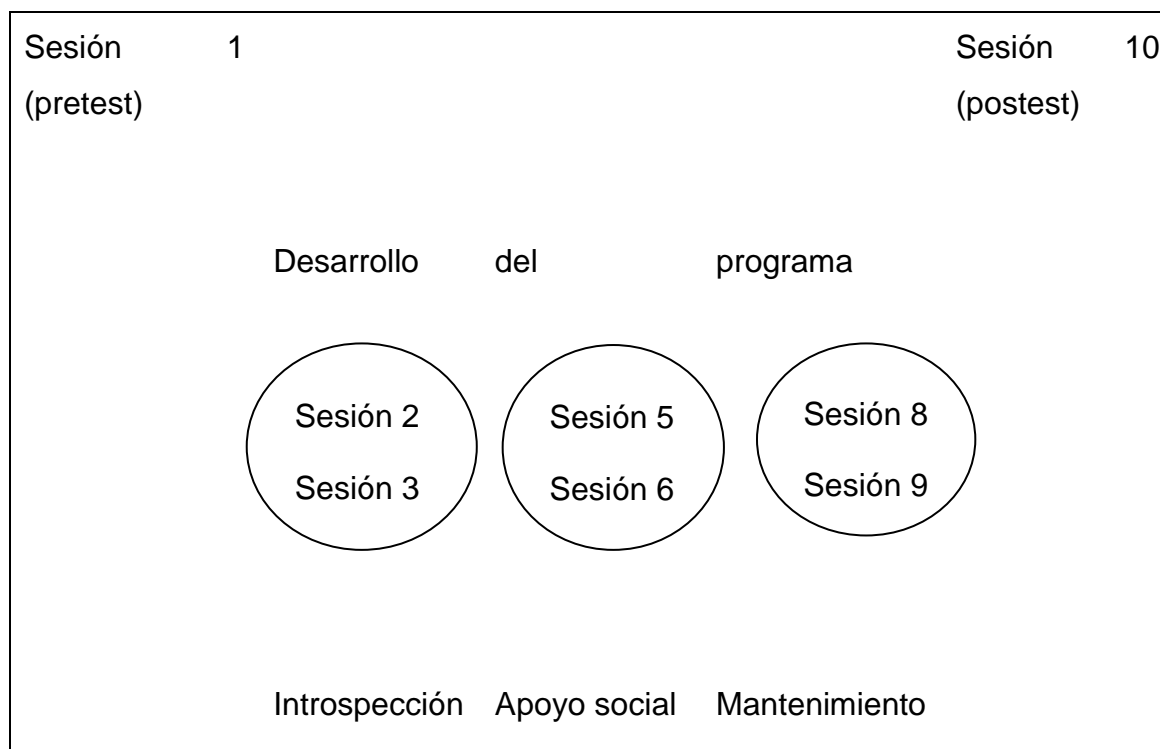 Sesión 1 Sesión 10
(pretest) (postest)
Desarrollo del programa
Sesión 2 Sesión 5 Sesión 8
Sesión 3 Sesión 6 Sesión 9
Introspección Apoyo social Mantenimiento